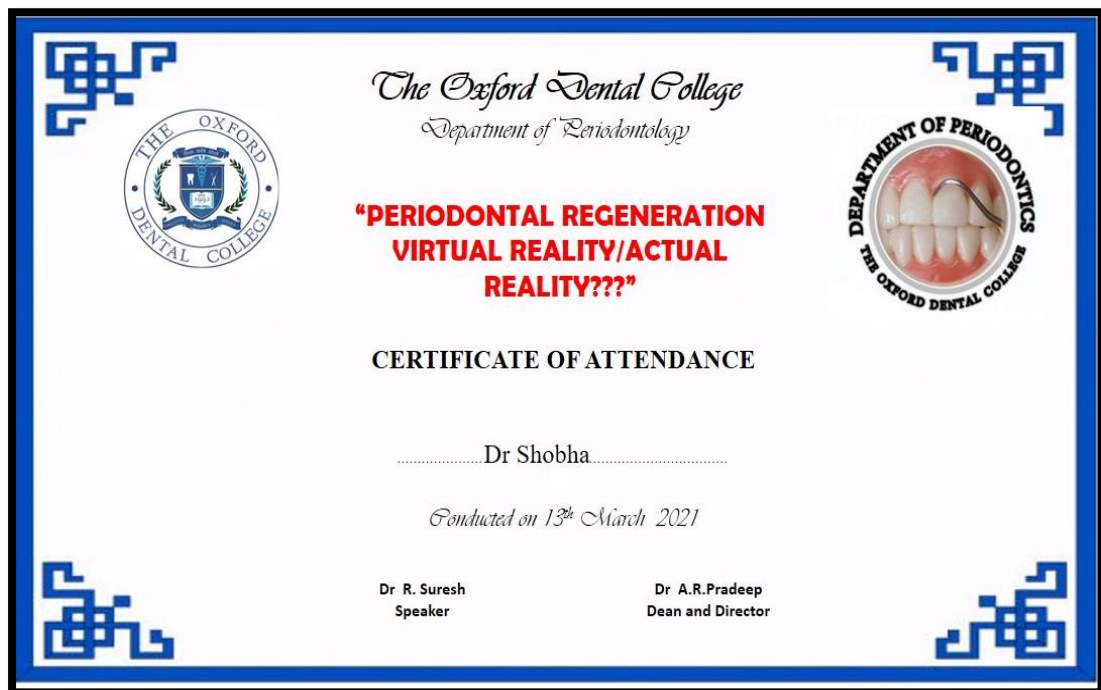 The Oxford Dental College
Department of Periodontology
THE OXFORD DENTAL COLLEGE
1992
DEPARTMENT OF PERIODONTICS
THE OXFORD DENTAL COLLEGE
“PERIODONTAL REGENERATION
VIRTUAL REALITY/ACTUAL
REALITY???”
CERTIFICATE OF ATTENDANCE
......................Dr Shobha..................................
Conducted on 13th March 2021
Dr R. Suresh
Speaker
Dr A.R.Pradeep
Dean and Director